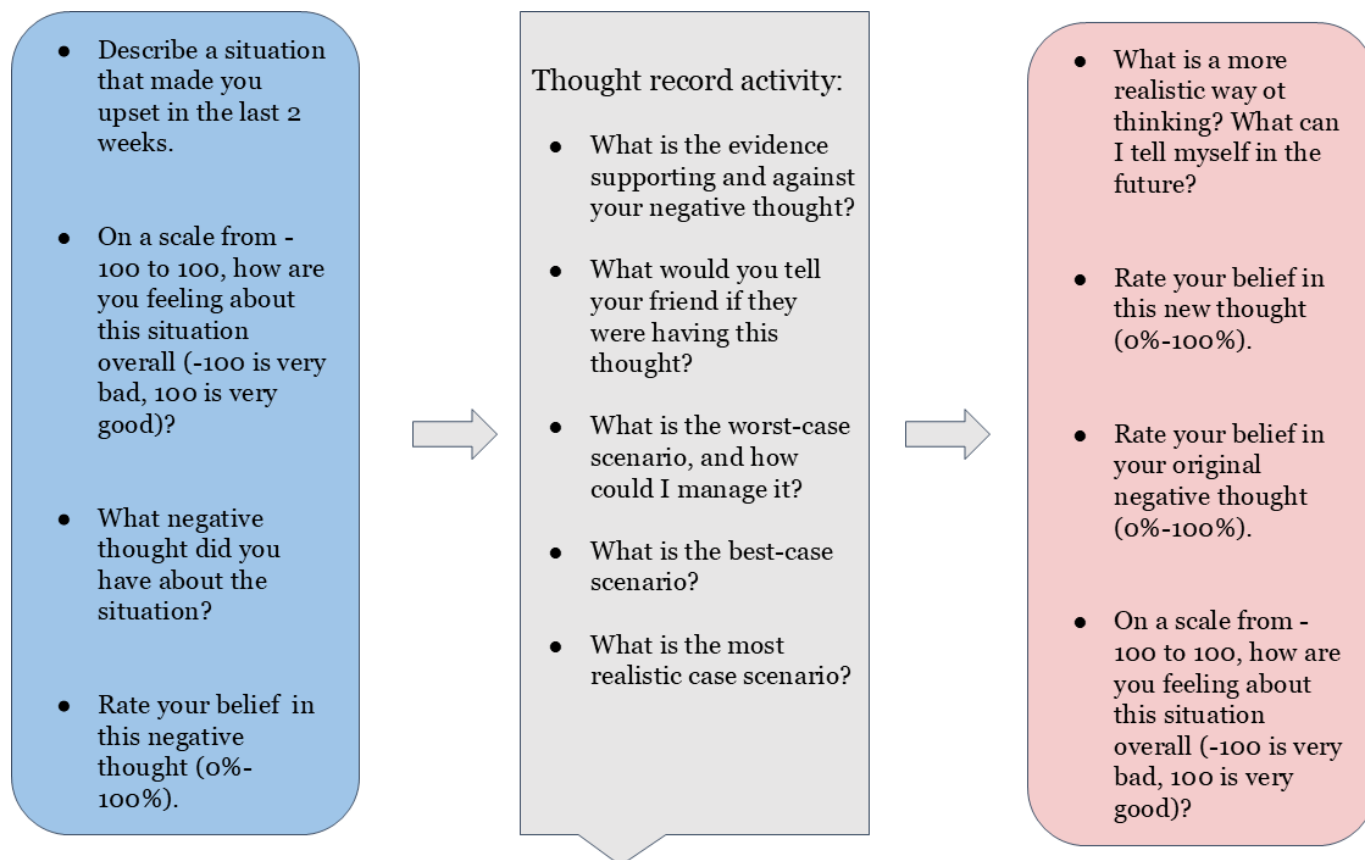 ● Describe a situation
that made you
upset in the last 2
weeks.
● On a scale from -
100 to 100, how are
you feeling about
this situation
overall (-100 is very
bad, 100 is very
good)?
● What negative
thought did you
have about the
situation?
● Rate your belief in
this negative
thought (0%-
100%).
Thought record activity:
● What is the evidence
supporting and against
your negative thought?
● What would you tell
your friend if they
were having this
thought?
● What is the worst-case
scenario, and how
could I manage it?
● What is the best-case
scenario?
● What is the most
realistic case scenario?
● What is a more
realistic way ot
thinking? What can
I tell myself in the
future?
● Rate your belief in
this new thought
(0%-100%).
● Rate your belief in
your original
negative thought
(0%-100%).
● On a scale from -
100 to 100, how are
you feeling about
this situation
overall (-100 is very
bad, 100 is very
good)?